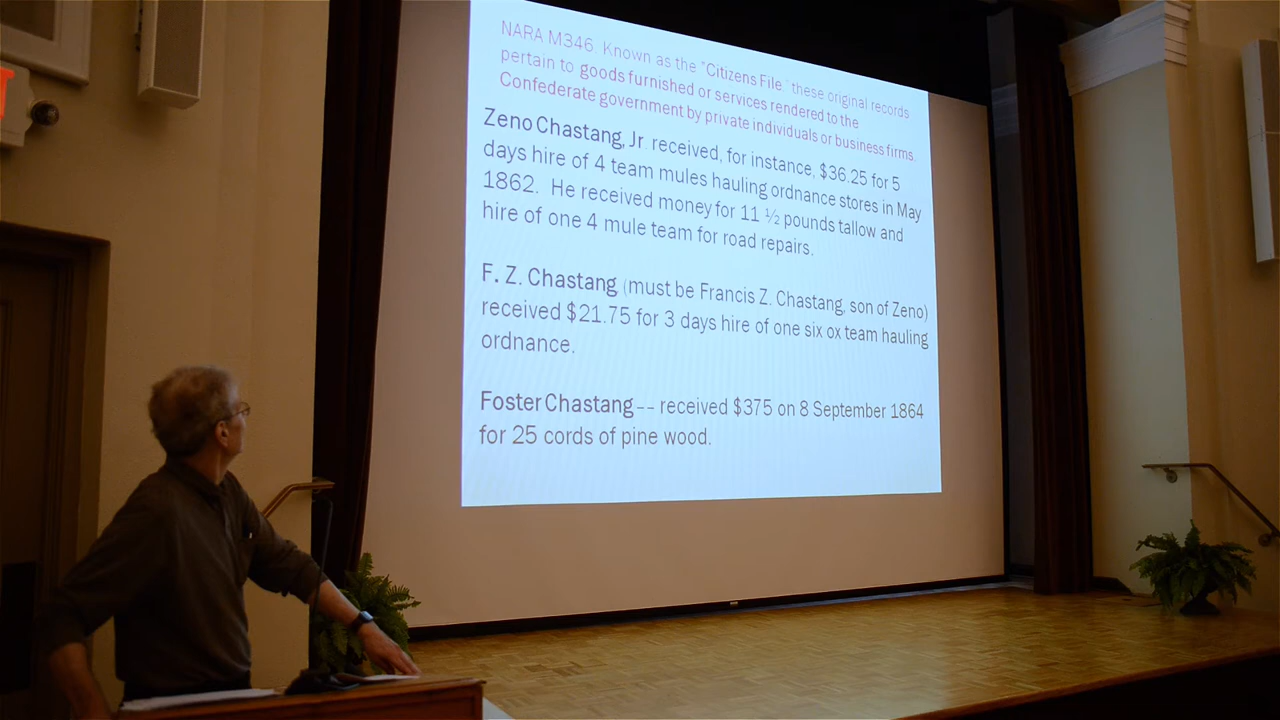 NARA M346. Known as the "Citizens File," these original records
pertain to goods furnished or services rendered to the
Confederate government by private individuals or business firms.
Zeno Chastang, Jr. received, for instance, $36.25 for 5
days hire of 4 team mules hauling ordnance stores in May
1862. He received money for 11 ½ pounds tallow and
hire of one 4 mule team for road repairs.
F. Z. Chastang (must be Francis Z. Chastang, son of Zeno)
received $21.75 for 3 days hire of one six ox team hauling
ordnance.
Foster Chastang -- received $375 on 8 September 1864
for 25 cords of pine wood.